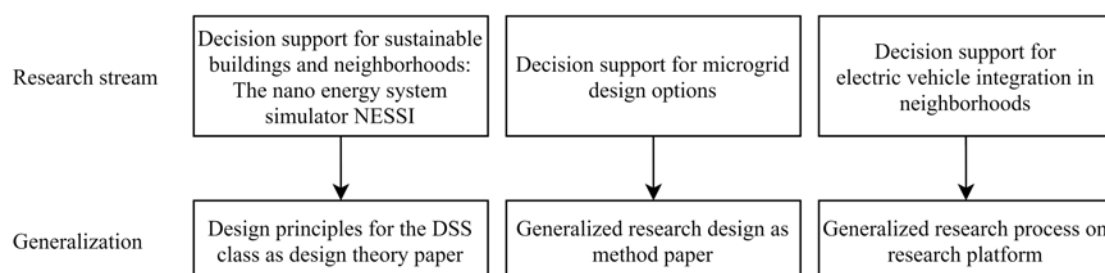 Research stream
Decision support for sustainable
buildings and neighborhoods:
The nano energy system
simulator NESSI
Decision support for microgrid
design options
Decision support for
electric vehicle integration in
neighborhoods
Generalization
Design principles for the DSS
class as design theory paper
Generalized research design as
method paper
Generalized research process on
research platform